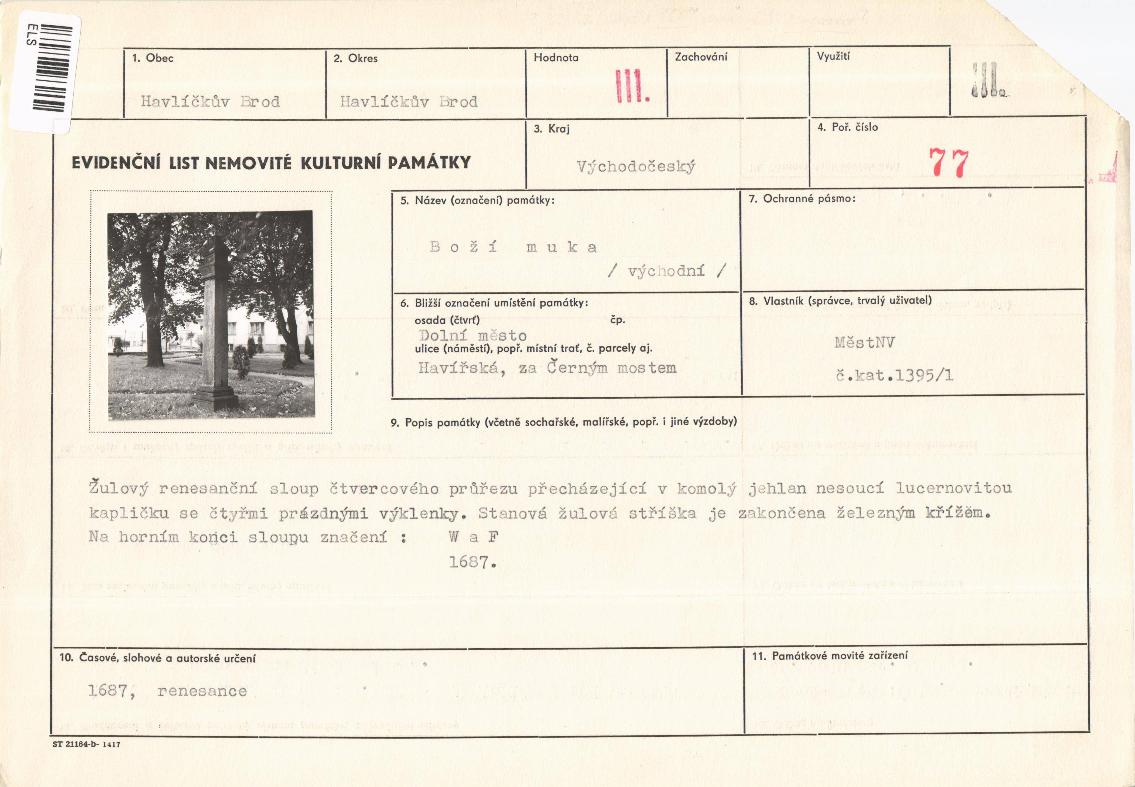 ELS
1. Obec
Havlíčkův Brod
2. Okres
Havlíčkův Brod
Hodnota
III.
Zachování
Využití
III.
EVIDENČNÍ LIST NEMOVITÉ KULTURNÍ PAMÁTKY
3. Kraj
Východočeský
4. Poř. číslo
77
5. Název (označení) památky:
Boží muka
/ východní /
7. Ochranné pásmo:
6. Bližší označení umístění památky:
osada (čtvrť) čp.
Dolní město
ulice (náměstí), popř. místní trať, č. parcely aj.
Havířská, za Černým mostem
8. Vlastník (správce, trvalý uživatel)
MěstNV
č.kat.1395/1
9. Popis památky (včetně sochařské, malířské, popř. i jiné výzdoby)
Žulový renesanční sloup čtvercového průřezu přecházející v komolý jehlan nesoucí lucernovitou
kapličku se čtyřmi prázdnými výklenky. Stanová žulová stříška je zakončena železným křížěm.
Na horním konci sloupu značení : W a F
1687.
10. Časové, slohové a autorské určení
1687, renesance
11. Památkové movité zařízení
ST 21164-b- 1417